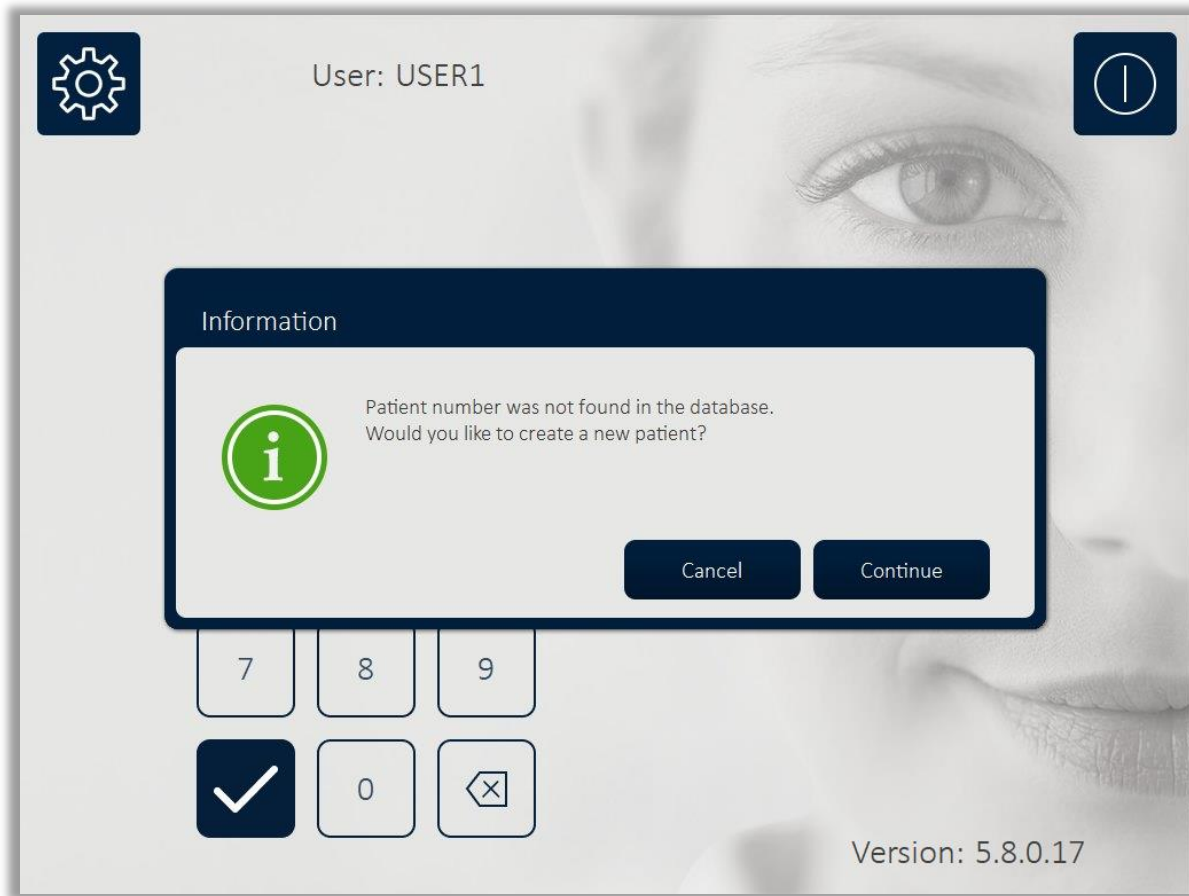 User: USER1
Information
Patient number was not found in the database.
Would you like to create a new patient?
Cancel
Continue
7
8
9
0
Version: 5.8.0.17